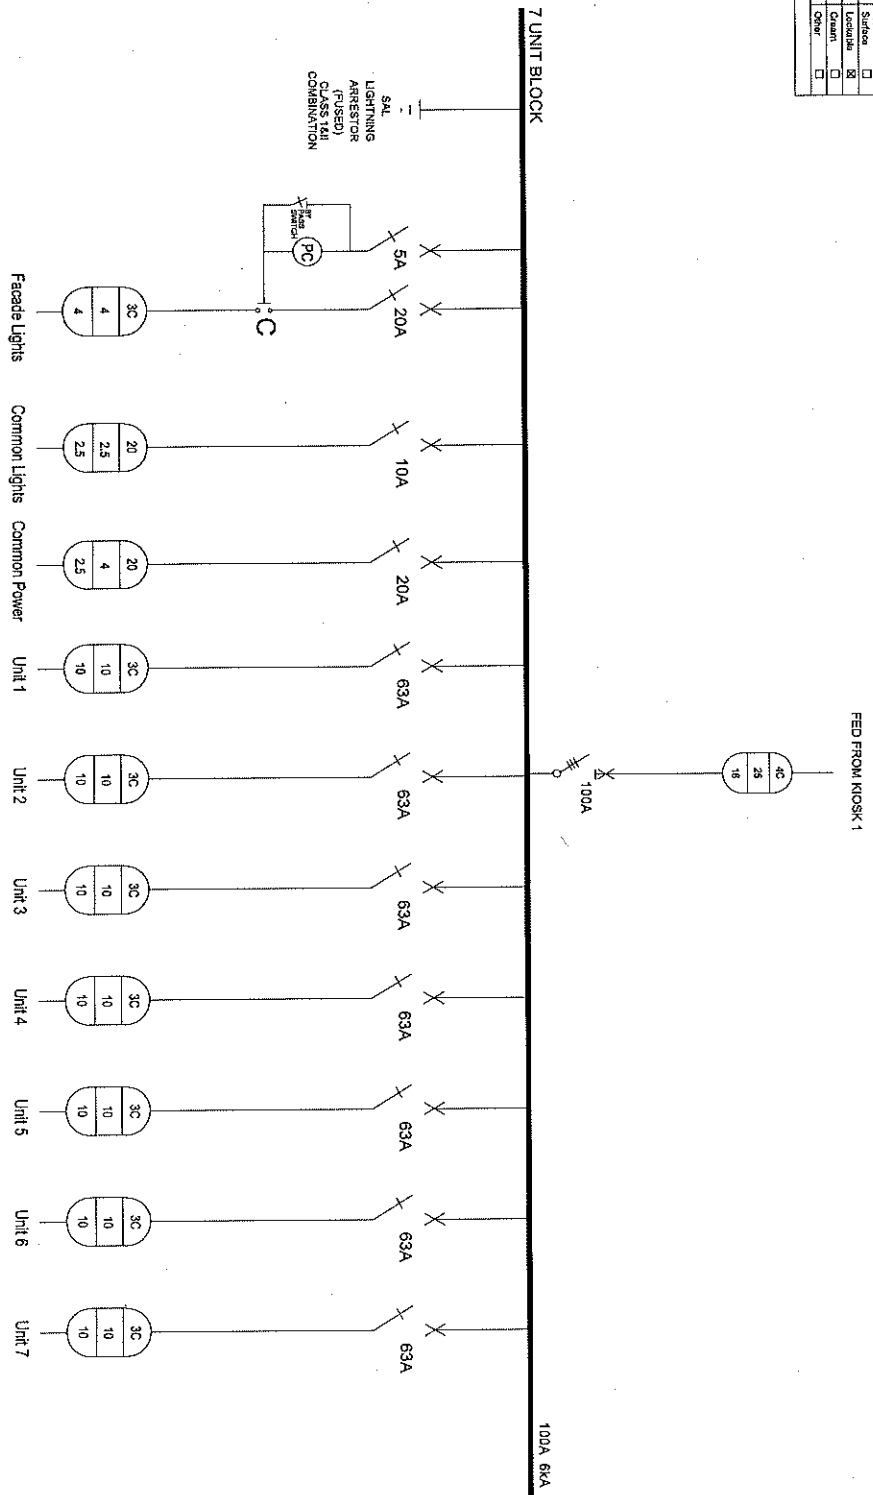 Surface ☐
Lockable ☒
Cream ☐
Other ☐
FED FROM KIOSK 1
4C
25
16
100A
7 UNIT BLOCK
100A 6kA
SAL
LIGHTNING
ARRESTOR
(FUSED)
CLASS 1&II
COMBINATION
5A
BY
PASS
SWITCH
PC
20A
C
3C
4
4
Facade Lights
10A
20
2.5
2.5
Common Lights
20A
20
4
2.5
Common Power
63A
3C
10
10
Unit 1
63A
3C
10
10
Unit 2
63A
3C
10
10
Unit 3
63A
3C
10
10
Unit 4
63A
3C
10
10
Unit 5
63A
3C
10
10
Unit 6
63A
3C
10
10
Unit 7